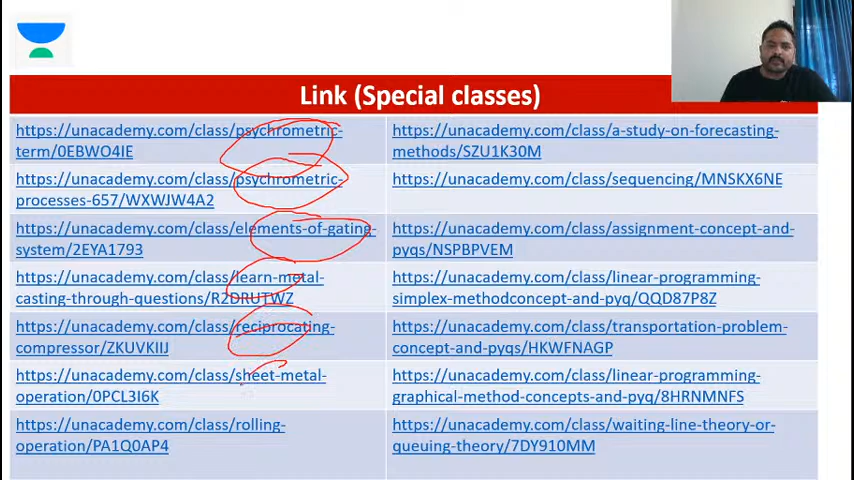 Link (Special classes)
https://unacademy.com/class/psychrometric-
term/0EBWO4IE
https://unacademy.com/class/a-study-on-forecasting-
methods/SZU1K30M
https://unacademy.com/class/psychrometric-
processes-657/WXWJW4A2
https://unacademy.com/class/sequencing/MNSKX6NE
https://unacademy.com/class/elements-of-gating-
system/2EYA1793
https://unacademy.com/class/assignment-concept-and-
pyqs/NSPBPVEM
https://unacademy.com/class/learn-metal-
casting-through-questions/R2DRUTWZ
https://unacademy.com/class/linear-programming-
simplex-methodconcept-and-pyq/QQD87P8Z
https://unacademy.com/class/reciprocating-
compressor/ZKUVKIIJ
https://unacademy.com/class/transportation-problem-
concept-and-pyqs/HKWFNAGP
https://unacademy.com/class/sheet-metal-
operation/0PCL3I6K
https://unacademy.com/class/linear-programming-
graphical-method-concepts-and-pyq/8HRNMNFS
https://unacademy.com/class/rolling-
operation/PA1Q0AP4
https://unacademy.com/class/waiting-line-theory-or-
queuing-theory/7DY910MM